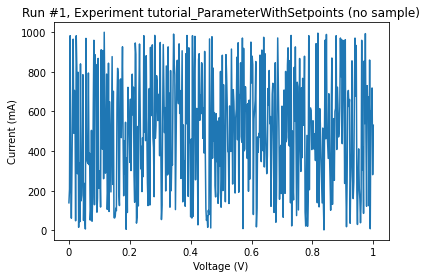 Run #1, Experiment tutorial_ParameterWithSetpoints (no sample)
1000
800
600
400
200
0
Current (mA)
0 0.2 0.4 0.6 0.8 1
Voltage (V)